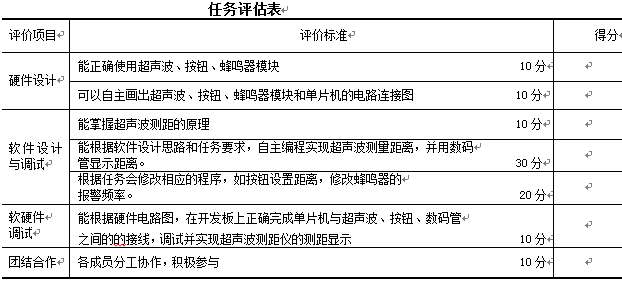 任务评估表
评价项目 评价标准 得分
硬件设计 能正确使用超声波、按钮、蜂鸣器模块 10 分
可以自主画出超声波、按钮、蜂鸣器模块和单片机的电路连接图 10 分
软件设计与调试 能掌握超声波测距的原理 10 分
能根据软件设计思路和任务要求，自主编程实现超声波测量距离，并用数码
管显示距离。 30 分
根据任务会修改相应的程序，如按钮设置距离，修改蜂鸣器的
报警频率。 20 分
软硬件调试 能根据硬件电路图，在开发板上正确完成单片机与超声波、按钮、数码管
之间的的接线，调试并实现超声波测距仪的测距显示 10 分
团结合作 各成员分工协作，积极参与 10 分